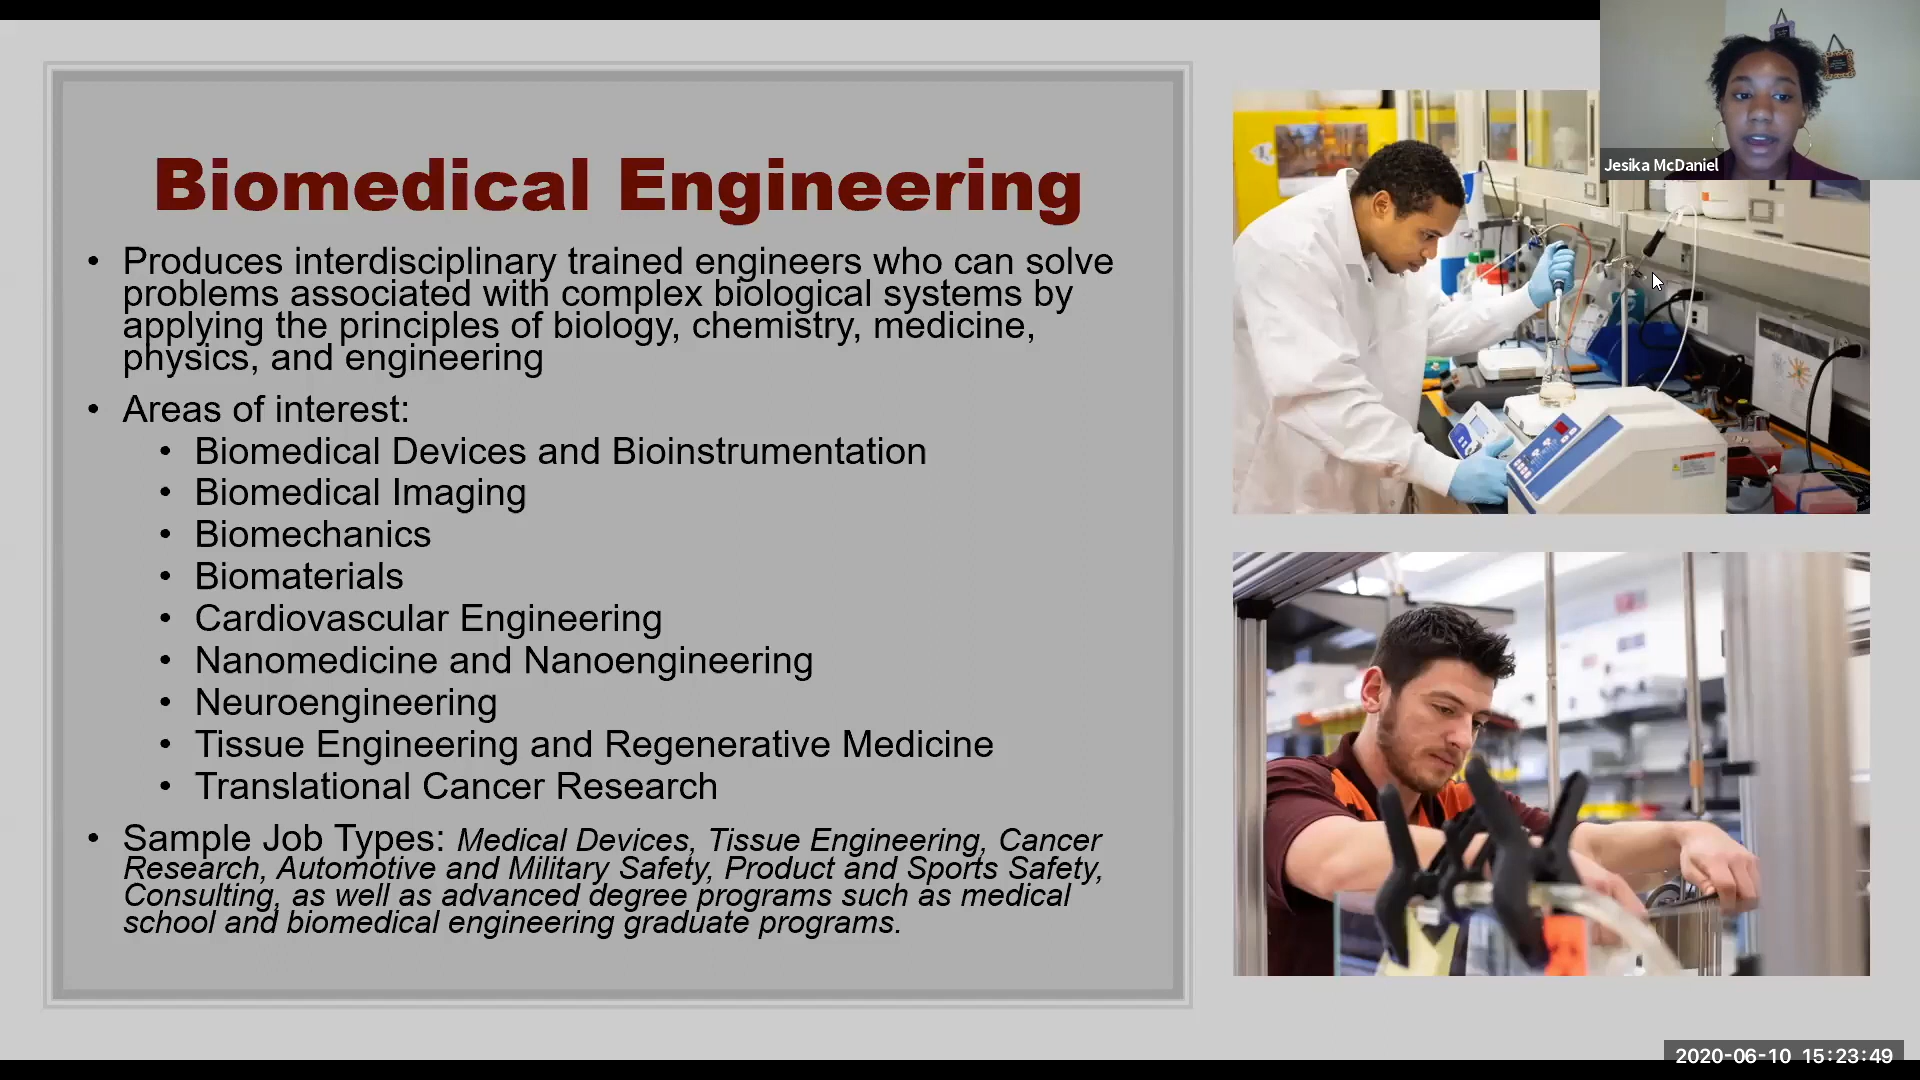 Biomedical Engineering
• Produces interdisciplinary trained engineers who can solve
problems associated with complex biological systems by
applying the principles of biology, chemistry, medicine,
physics, and engineering
• Areas of interest:
• Biomedical Devices and Bioinstrumentation
• Biomedical Imaging
• Biomechanics
• Biomaterials
• Cardiovascular Engineering
• Nanomedicine and Nanoengineering
• Neuroengineering
• Tissue Engineering and Regenerative Medicine
• Translational Cancer Research
• Sample Job Types: Medical Devices, Tissue Engineering, Cancer
Research, Automotive and Military Safety, Product and Sports Safety,
Consulting, as well as advanced degree programs such as medical
school and biomedical engineering graduate programs.
Jesika McDaniel
2020-06-10 15:23:49